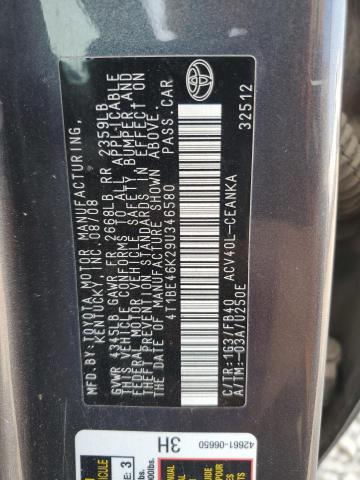 MFD.BY:TOYOTA MOTOR MANUFACTURING,
KENTUCKY, INC. 08/08
GVWR 4345LB GAWR FR 2668LB RR 2359LB
THIS VEHICLE CONFORMS TO ALL APPLICABLE
FEDERAL MOTOR VEHICLE SAFETY, BUMPER, AND
THEFT PREVENTION STANDARDS IN EFFECT ON
THE DATE OF MANUFACTURE SHOWN ABOVE.
4T1BE46K29U346580 PASS.CAR
C/TR:1G3/FB40 ACV40L-CEANKA
A/TM:-03A/U250E 32512
3H
42661-06650